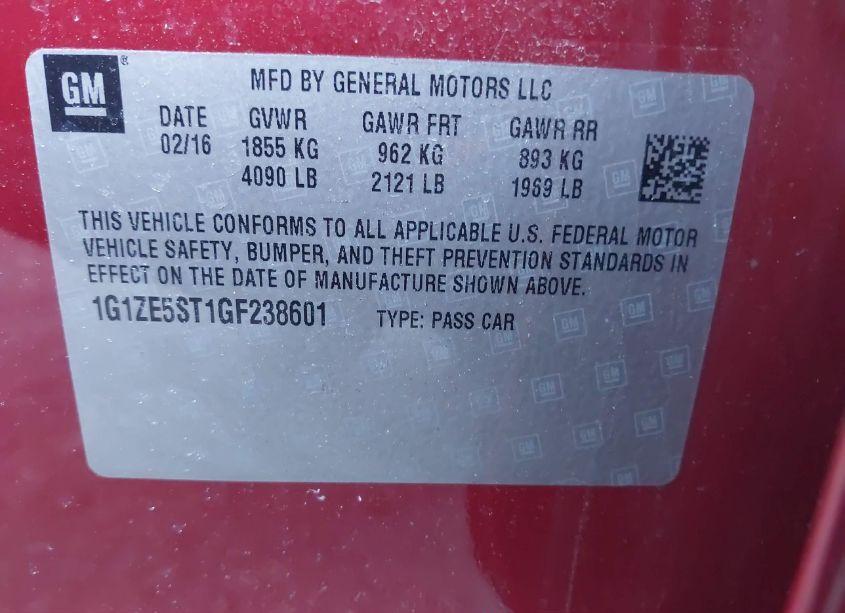 GM
MFD BY GENERAL MOTORS LLC
DATE GVWR GAWR FRT GAWR RR
02/16 1855 KG 962 KG 893 KG
4090 LB 2121 LB 1969 LB
THIS VEHICLE CONFORMS TO ALL APPLICABLE U.S. FEDERAL MOTOR
VEHICLE SAFETY, BUMPER, AND THEFT PREVENTION STANDARDS IN
EFFECT ON THE DATE OF MANUFACTURE SHOWN ABOVE.
1G1ZE5ST1GF238601 TYPE: PASS CAR